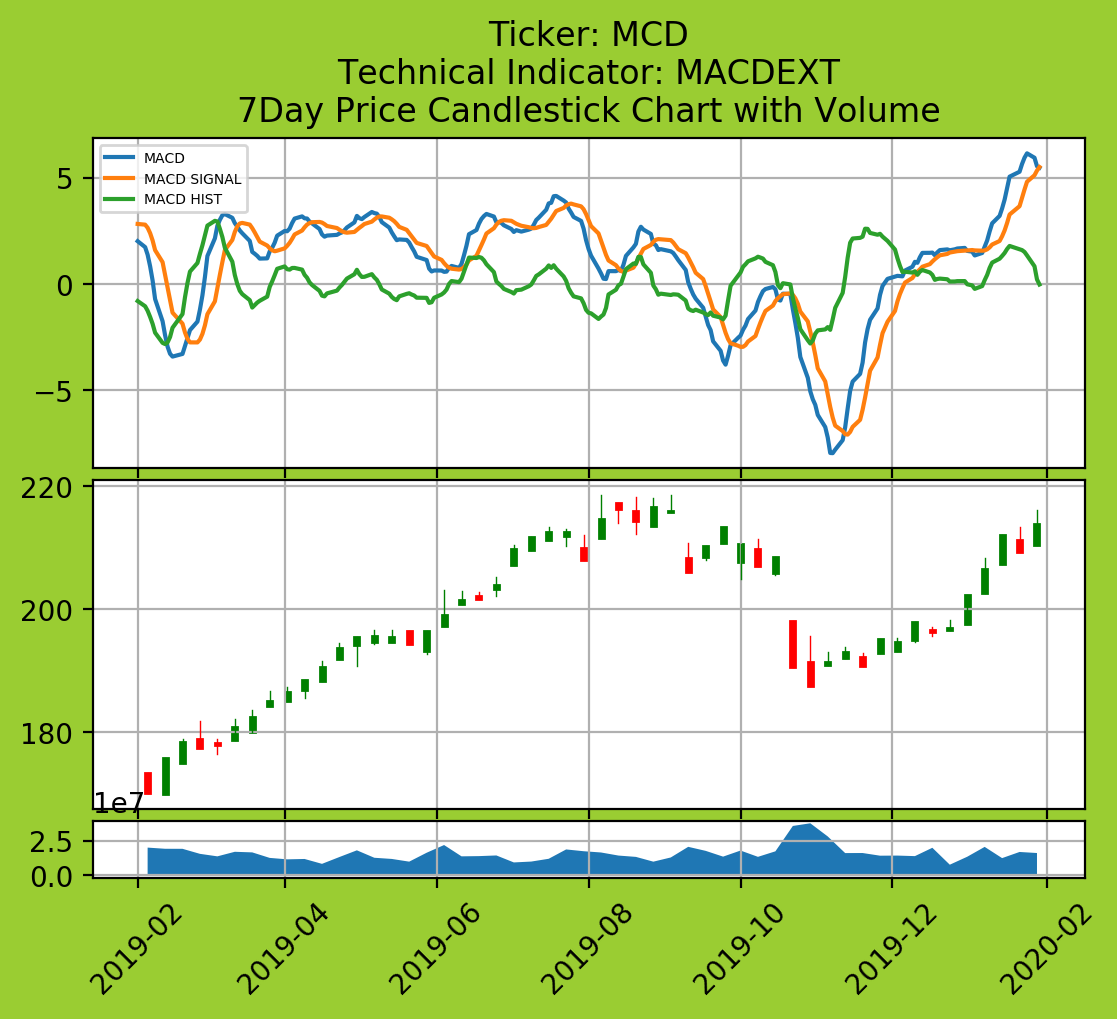 Ticker: MCD
Technical Indicator: MACDEXT
7Day Price Candlestick Chart with Volume
MACD
MACD SIGNAL
MACD HIST
5
0
−5
220
200
180
1e7
2.5
0.0
2019-02
2019-04
2019-06
2019-08
2019-10
2019-12
2020-02